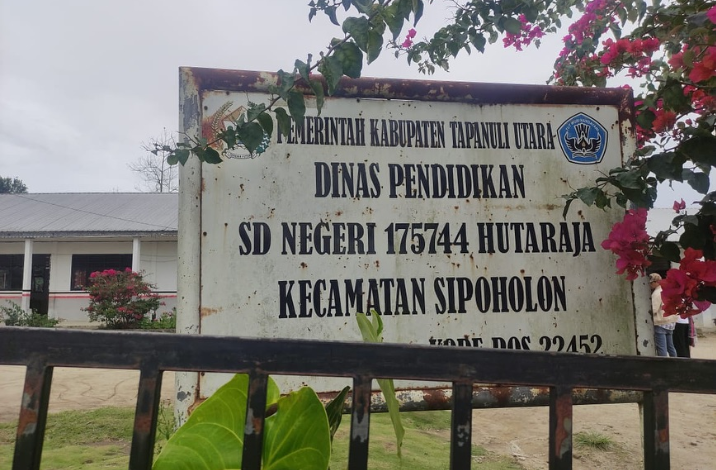 PEMERINTAH KABUPATEN TAPANULI UTARA
DINAS PENDIDIKAN
SD NEGERI 175744 HUTARAJA
KECAMATAN SIPOHOLON
KODE POS 22452